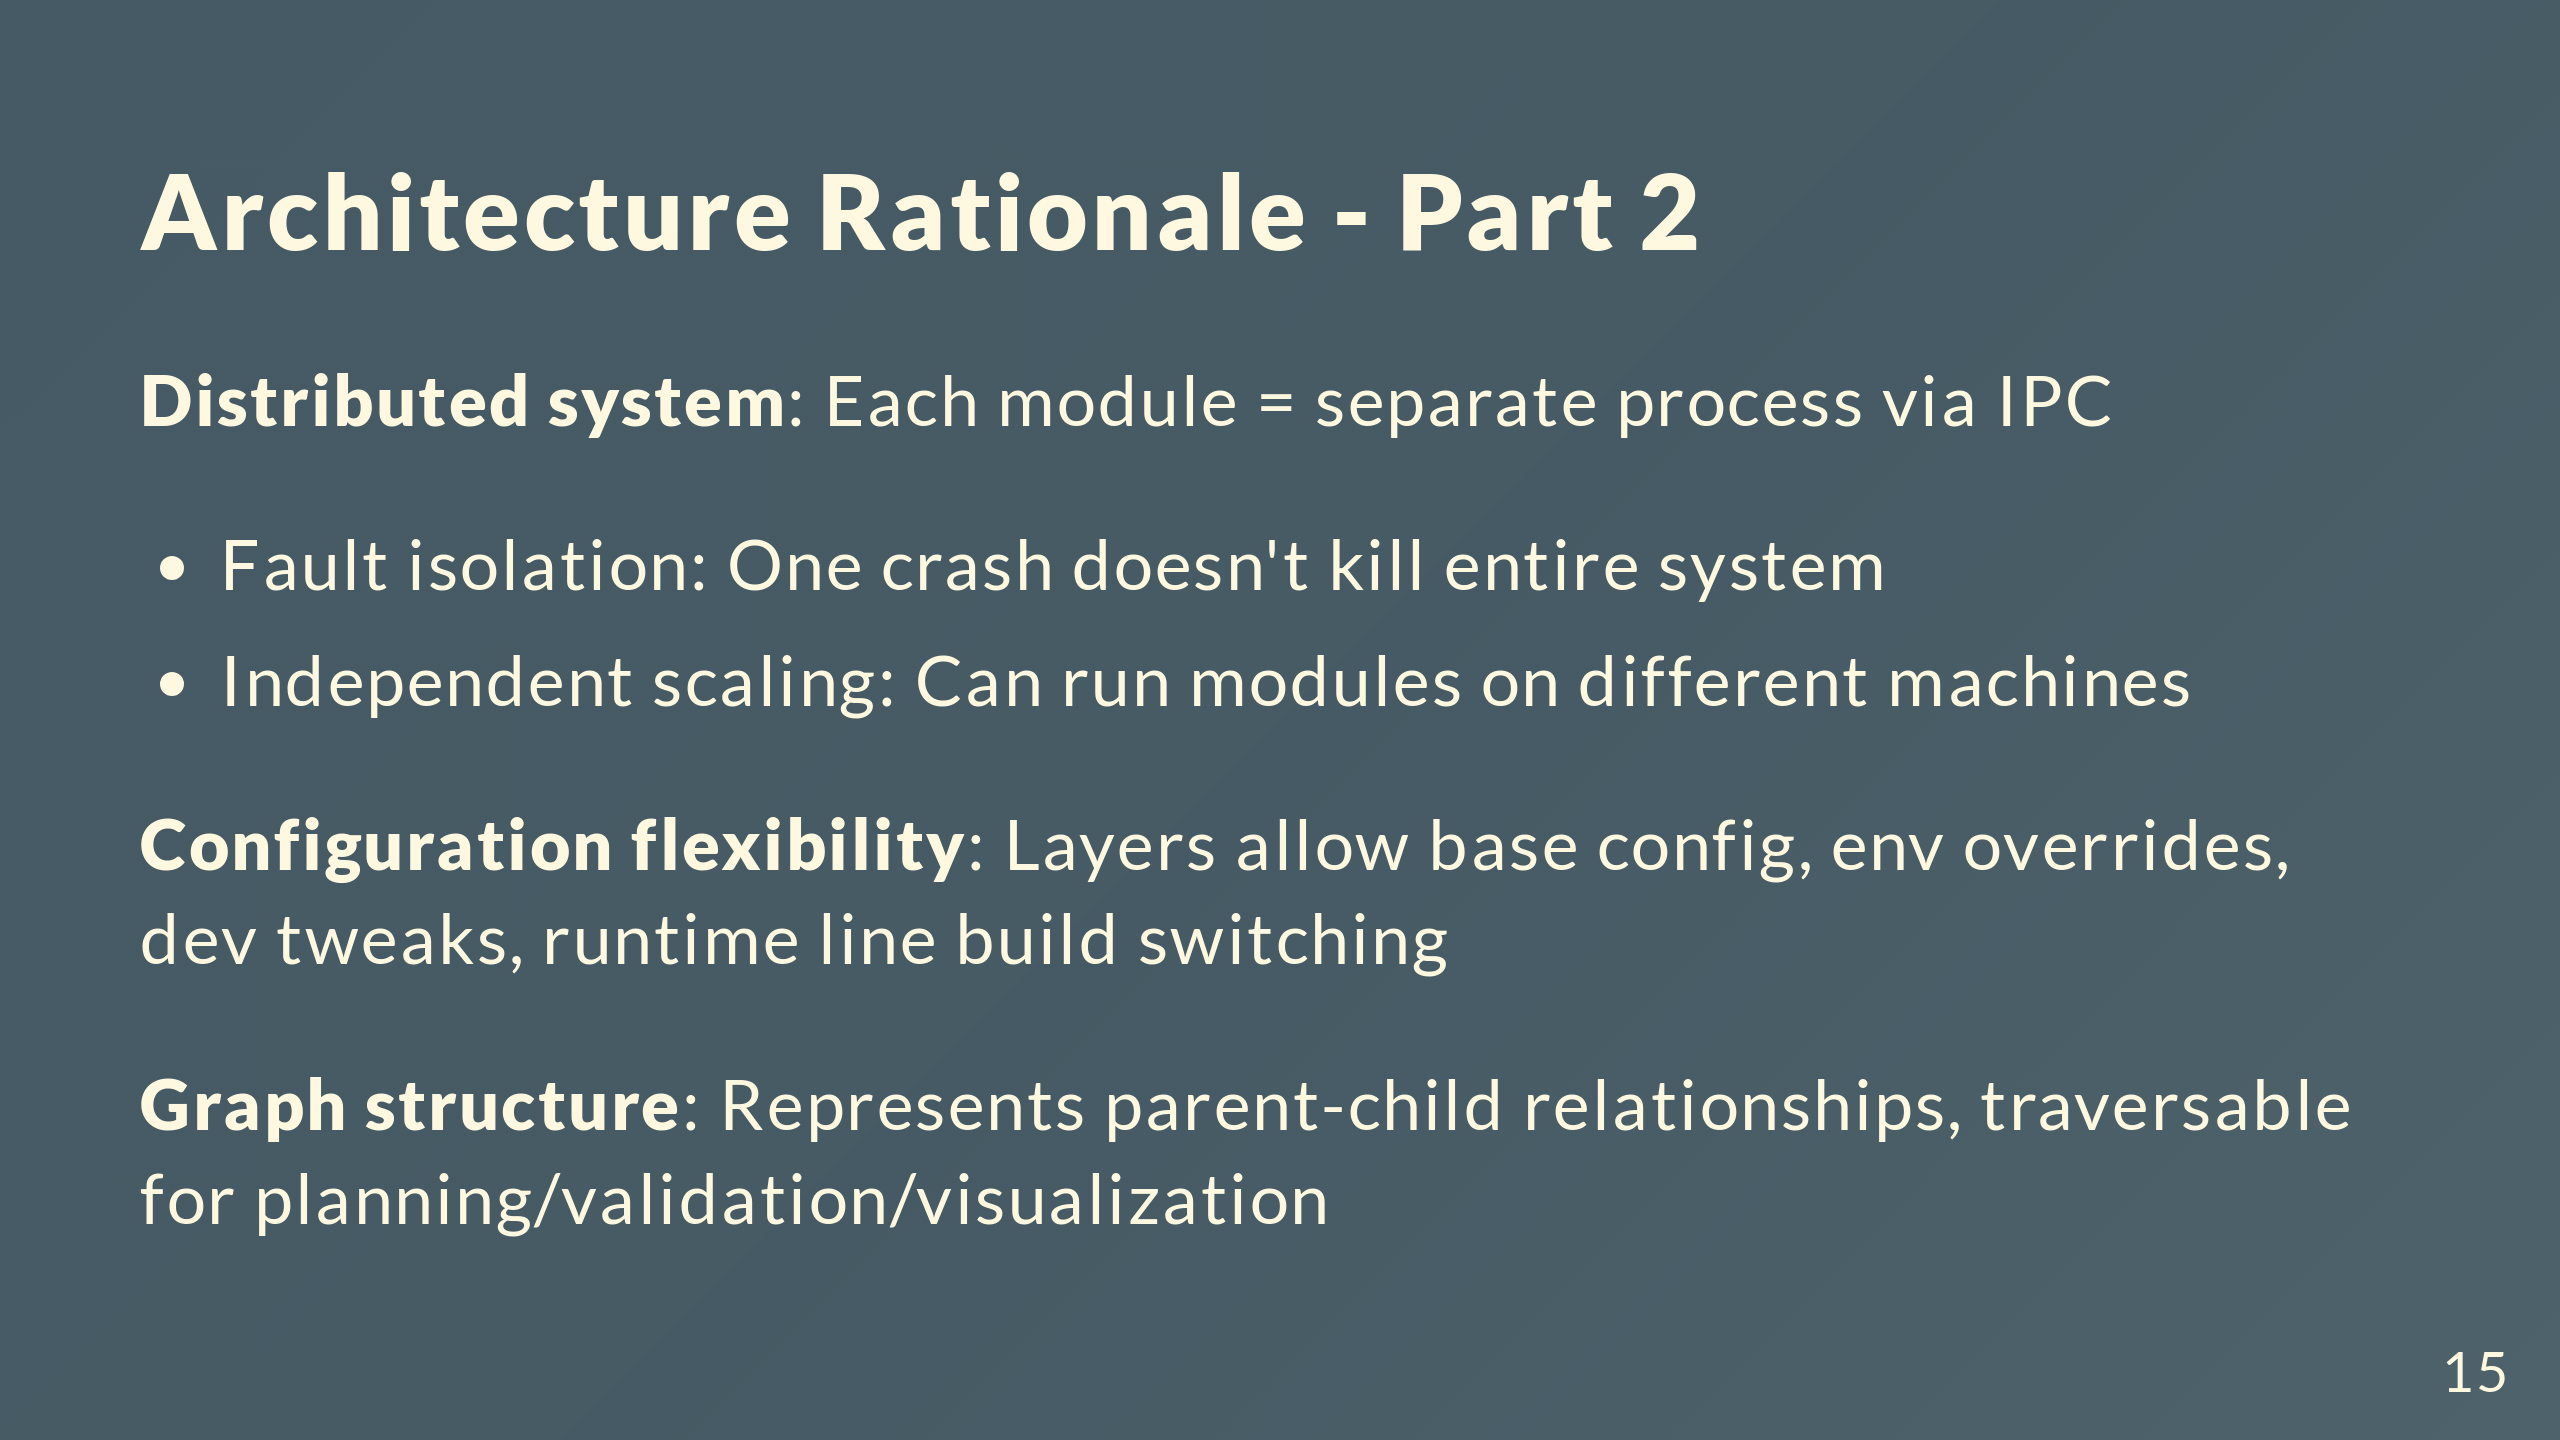 Architecture Rationale - Part 2
Distributed system: Each module = separate process via IPC
• Fault isolation: One crash doesn't kill entire system
• Independent scaling: Can run modules on different machines
Configuration flexibility: Layers allow base config, env overrides,
dev tweaks, runtime line build switching
Graph structure: Represents parent-child relationships, traversable
for planning/validation/visualization
15